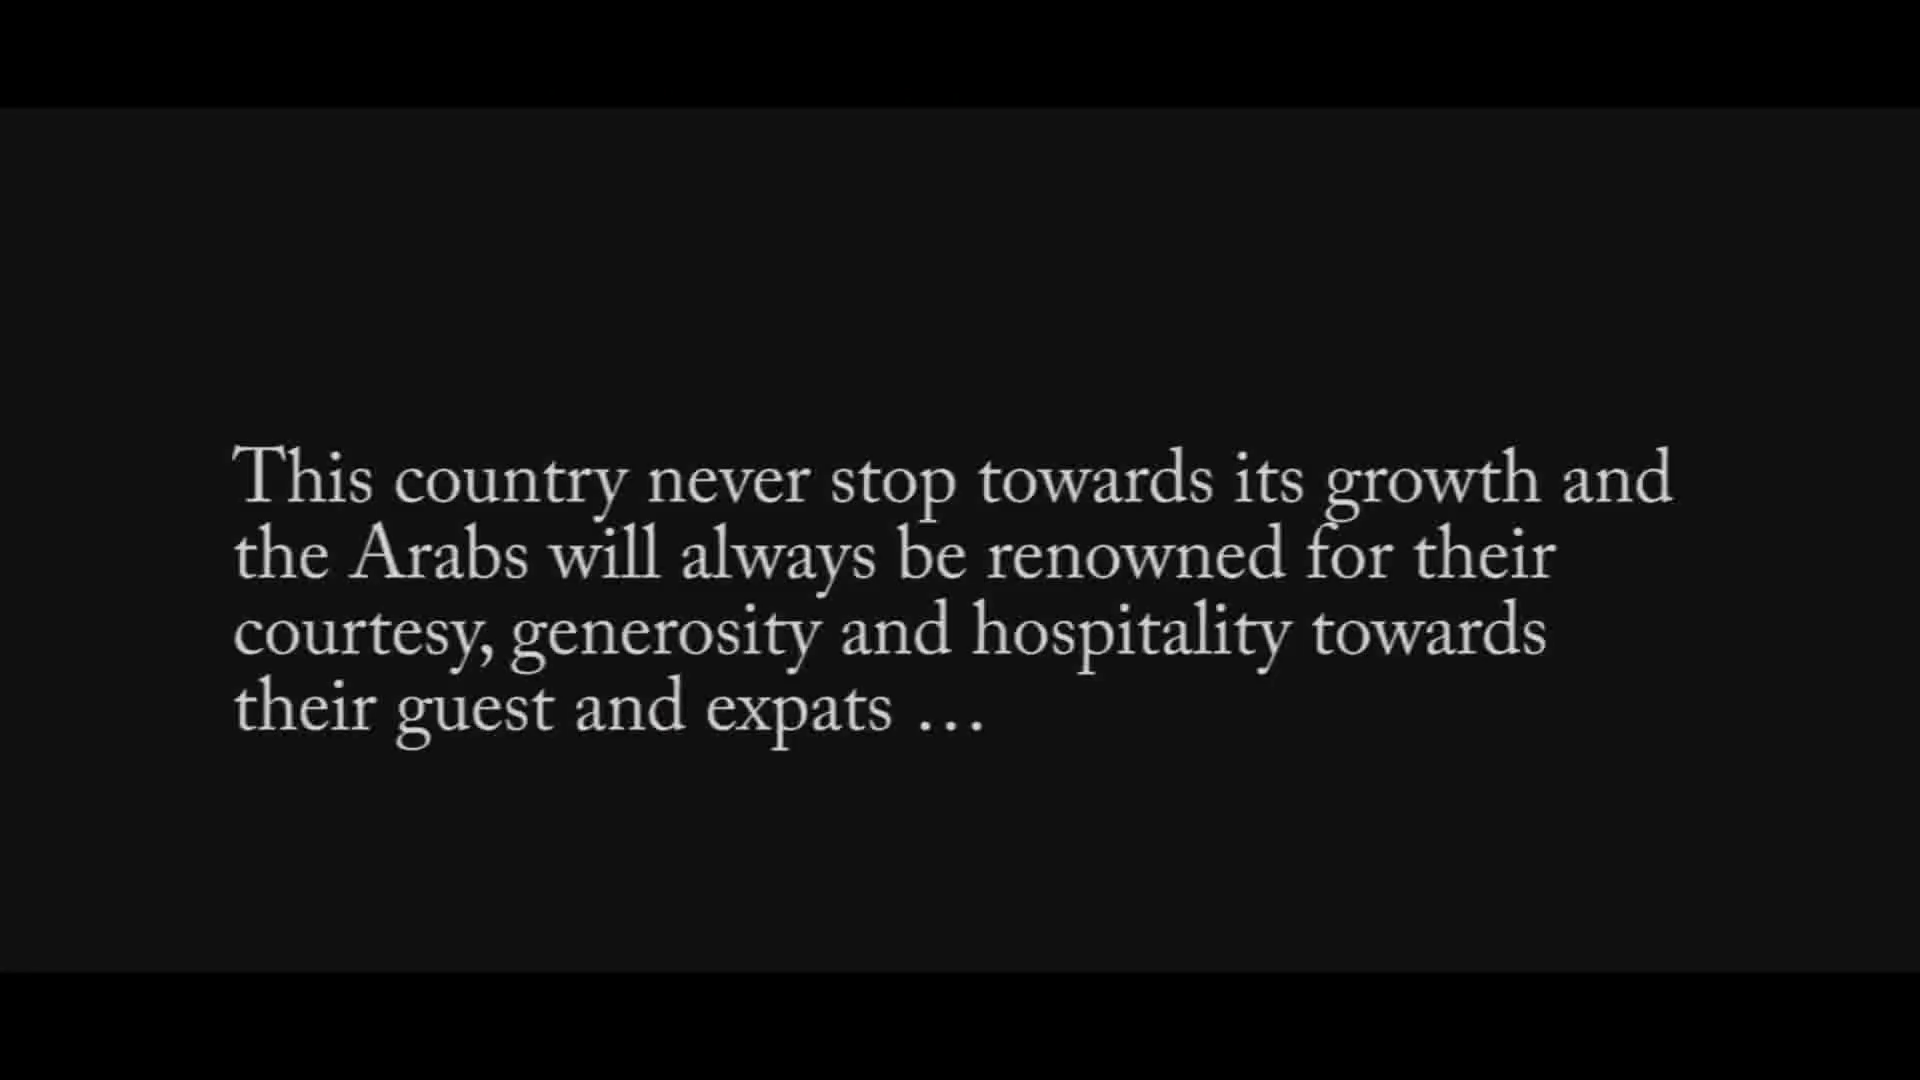 This country never stop towards its growth and
the Arabs will always be renowned for their
courtesy, generosity and hospitality towards
their guest and expats ...